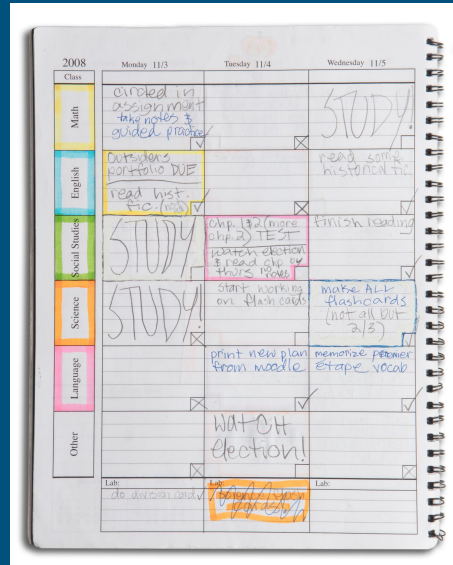 2008
Monday 11/3
Tuesday 11/4
Wednesday 11/5
Class
Math
circled in
assignment
take notes &
guided practice
STUDY!
English
Outsiders
portfolio DUE
read hist.
fic.
read some
historical fic.
Social Studies
STUDY!
chp. 1 & 2 (more
chp. 2) TEST
watch election
& read chp
thurs
finish reading
Science
STUDY!
start working
on flash cards
make ALL
flashcards
(not all but
2/3)
Language
print new plan
from moodle
memorize premier
étape vocab
Other
WATCH
election!
Lab:
do
Lab:
Lab: